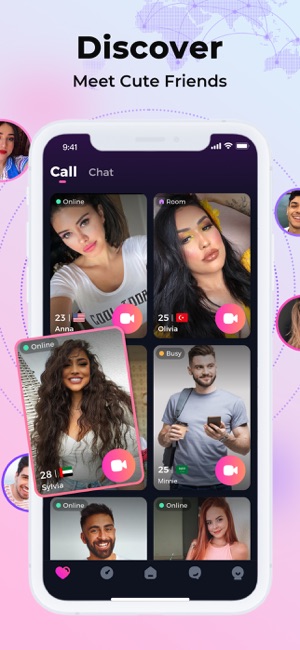 Discover
Meet Cute Friends
9:41
Call Chat
Online
Room
23
Anna
25
Olivia
Online
Busy
28
Sylvia
25
Minnie
Online
Online